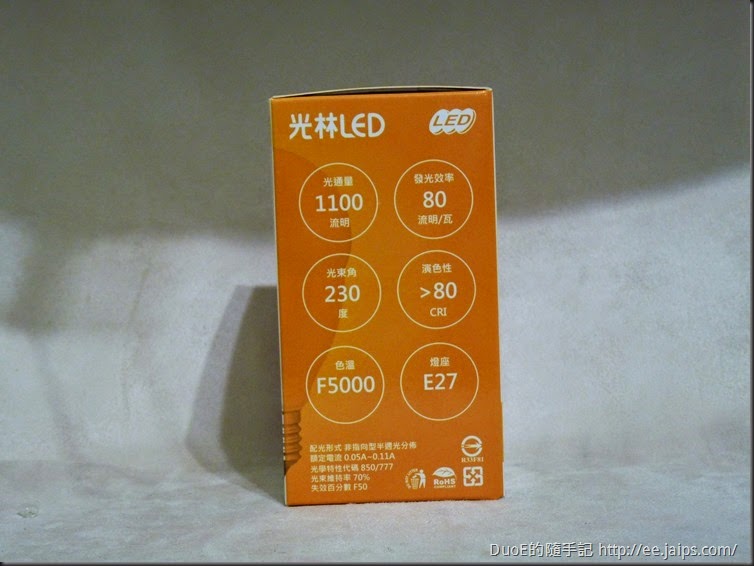 光林LED
LED
光通量
1100
流明
發光效率
80
流明/瓦
光束角
230
度
演色性
>80
CRI
色溫
F5000
燈座
E27
配光形式 非指向型半週光分佈
額定電流 0.05A~0.11A
光學特性代碼 850/777
光束維持率 70%
失效百分數 F50
R33F81
RoHS
COMPLIANT
DuoE的隨手記 http://ee.jaips.com/